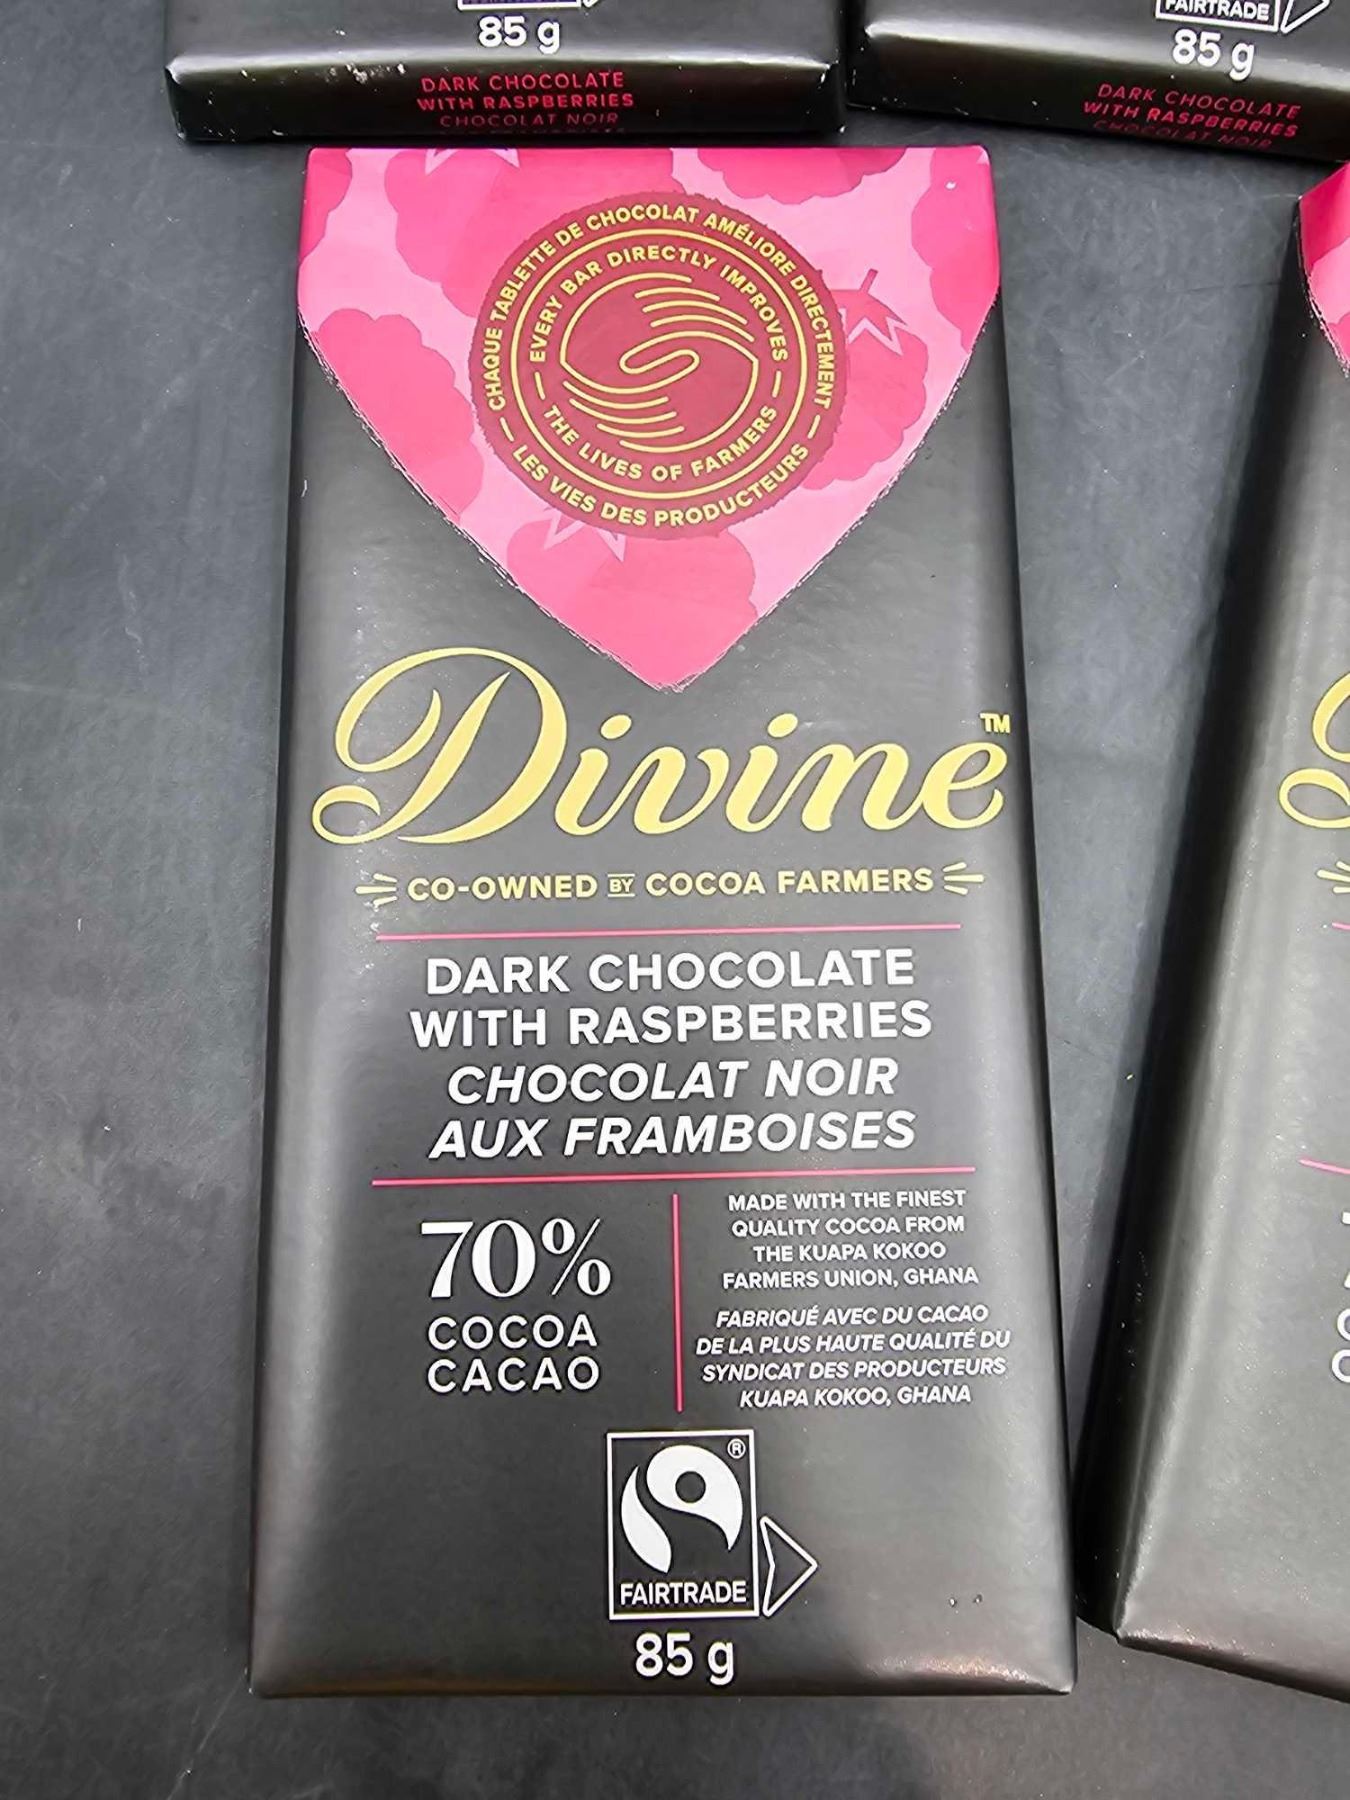 85 g
DARK CHOCOLATE
WITH RASPBERRIES
CHOCOLAT NOIR
FAIRTRADE
85 g
DARK CHOCOLATE
WITH RASPBERRIES
CHOCOLAT NOIR
CHAQUE TABLETTE DE CHOCOLAT AMÉLIORE DIRECTEMENT
— LES VIES DES PRODUCTEURS —
EVERY BAR DIRECTLY IMPROVES
— THE LIVES OF FARMERS —
Divine™
CO-OWNED BY COCOA FARMERS
DARK CHOCOLATE
WITH RASPBERRIES
CHOCOLAT NOIR
AUX FRAMBOISES
70%
COCOA
CACAO
MADE WITH THE FINEST
QUALITY COCOA FROM
THE KUAPA KOKOO
FARMERS UNION, GHANA
FABRIQUÉ AVEC DU CACAO
DE LA PLUS HAUTE QUALITÉ DU
SYNDICAT DES PRODUCTEURS
KUAPA KOKOO, GHANA
®
FAIRTRADE
85 g